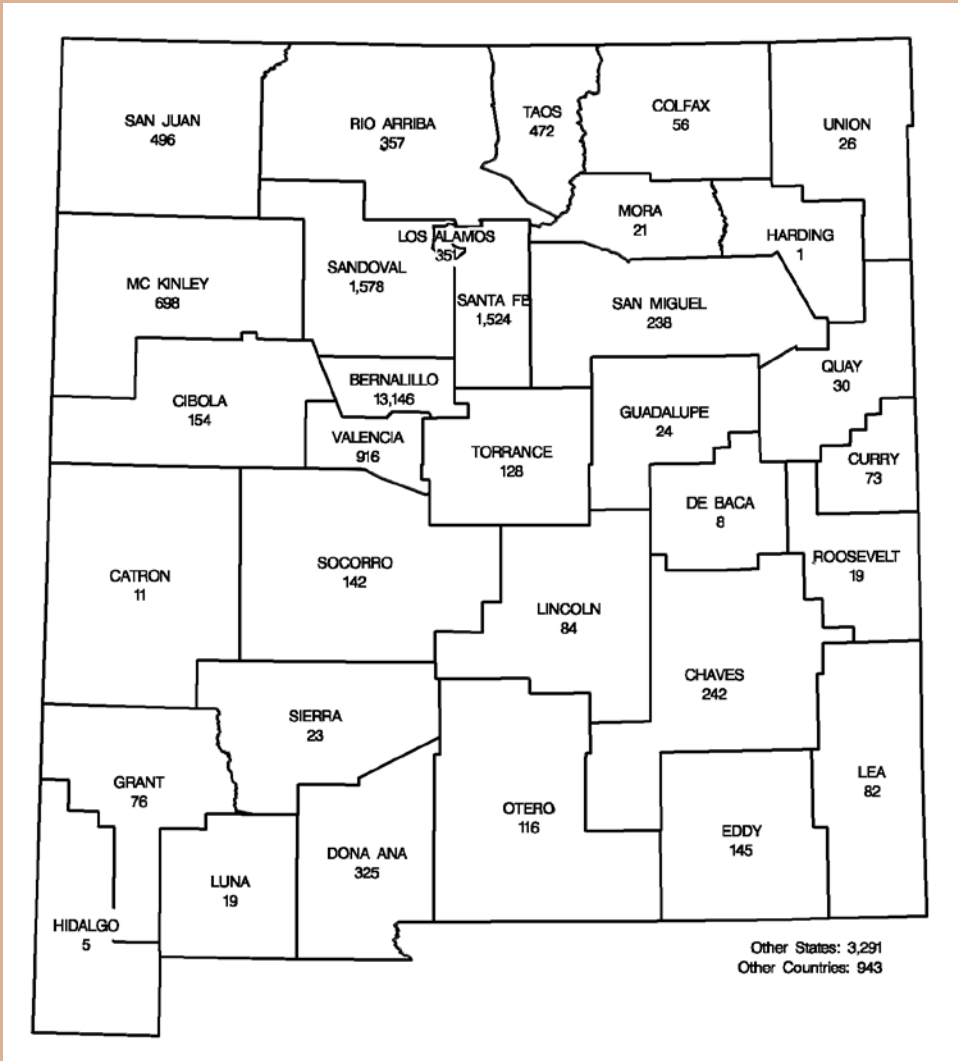 SAN JUAN
496
RIO ARRIBA
357
TAOS
472
COLFAX
56
UNION
26
MORA
21
HARDING
1
LOS ALAMOS
351
SANDOVAL
1,578
SANTA FE
1,524
MC KINLEY
698
SAN MIGUEL
238
QUAY
30
BERNALILLO
13,146
CIBOLA
154
GUADALUPE
24
VALENCIA
916
TORRANCE
128
CURRY
73
DE BACA
8
ROOSEVELT
19
CATRON
11
SOCORRO
142
LINCOLN
84
CHAVES
242
SIERRA
23
GRANT
76
LEA
82
OTERO
116
EDDY
145
DONA ANA
325
LUNA
19
HIDALGO
5
Other States: 3,291
Other Countries: 943